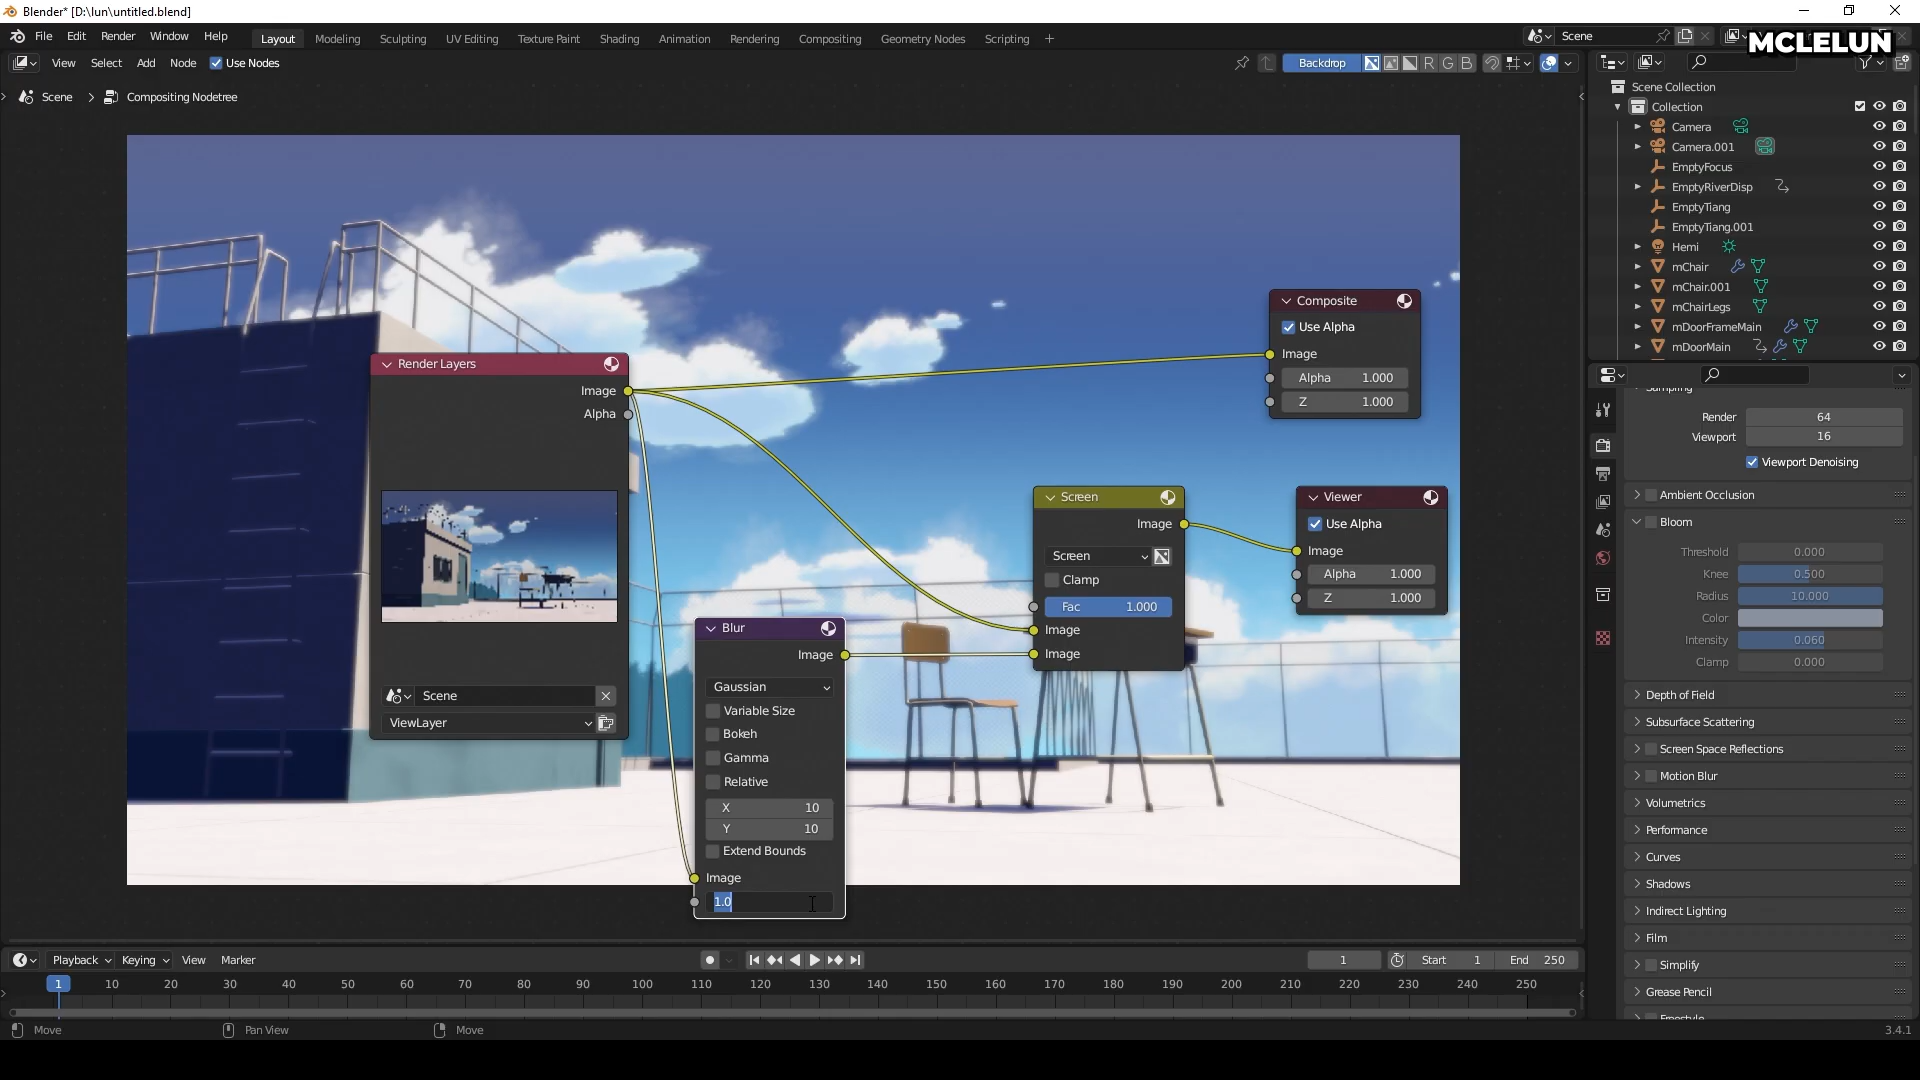 Blender* [D:\lun\untitled.blend]
File Edit Render Window Help Layout Modeling Sculpting UV Editing Texture Paint Shading Animation Rendering Compositing Geometry Nodes Scripting + Scene
MCLELUN
View Select Add Node Use Nodes Backdrop R G B
Scene > Compositing Nodetree
Scene Collection
Collection
Camera
Camera.001
EmptyFocus
EmptyRiverDisp
EmptyTiang
EmptyTiang.001
Hemi
mChair
mChair.001
mChairLegs
mDoorFrameMain
mDoorMain
Composite
Use Alpha
Image
Alpha 1.000
Z 1.000
Render Layers
Image
Alpha
Scene
ViewLayer
Screen
Image
Screen
Clamp
Fac 1.000
Image
Image
Viewer
Use Alpha
Image
Alpha 1.000
Z 1.000
Blur
Image
Gaussian
Variable Size
Bokeh
Gamma
Relative
X 10
Y 10
Extend Bounds
Image
1.0
Sampling
Render 64
Viewport 16
Viewport Denoising
Ambient Occlusion
Bloom
Threshold 0.000
Knee 0.500
Radius 10.000
Color
Intensity 0.060
Clamp 0.000
Depth of Field
Subsurface Scattering
Screen Space Reflections
Motion Blur
Volumetrics
Performance
Curves
Shadows
Indirect Lighting
Film
Simplify
Grease Pencil
Freestyle
Playback Keying View Marker 1 Start 1 End 250
1 10 20 30 40 50 60 70 80 90 100 110 120 130 140 150 160 170 180 190 200 210 220 230 240 250
Move Pan View Move 3.4.1